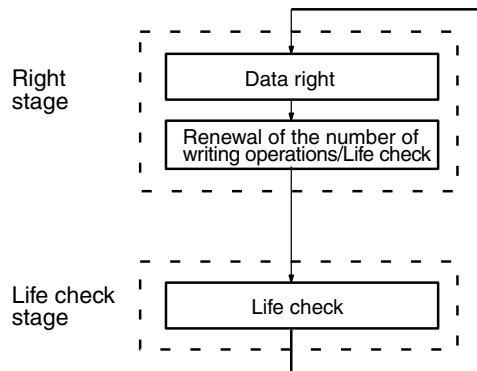 Right
stage
Data right
Renewal of the number of
writing operations/Life check
Life check
stage
Life check